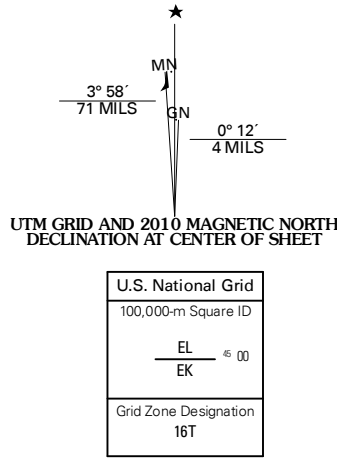 ★
MN
3° 58´
71 MILS
GN
0° 12´
4 MILS
UTM GRID AND 2010 MAGNETIC NORTH
DECLINATION AT CENTER OF SHEET
U.S. National Grid
100,000-m Square ID
EL
45 00
EK
Grid Zone Designation
16T